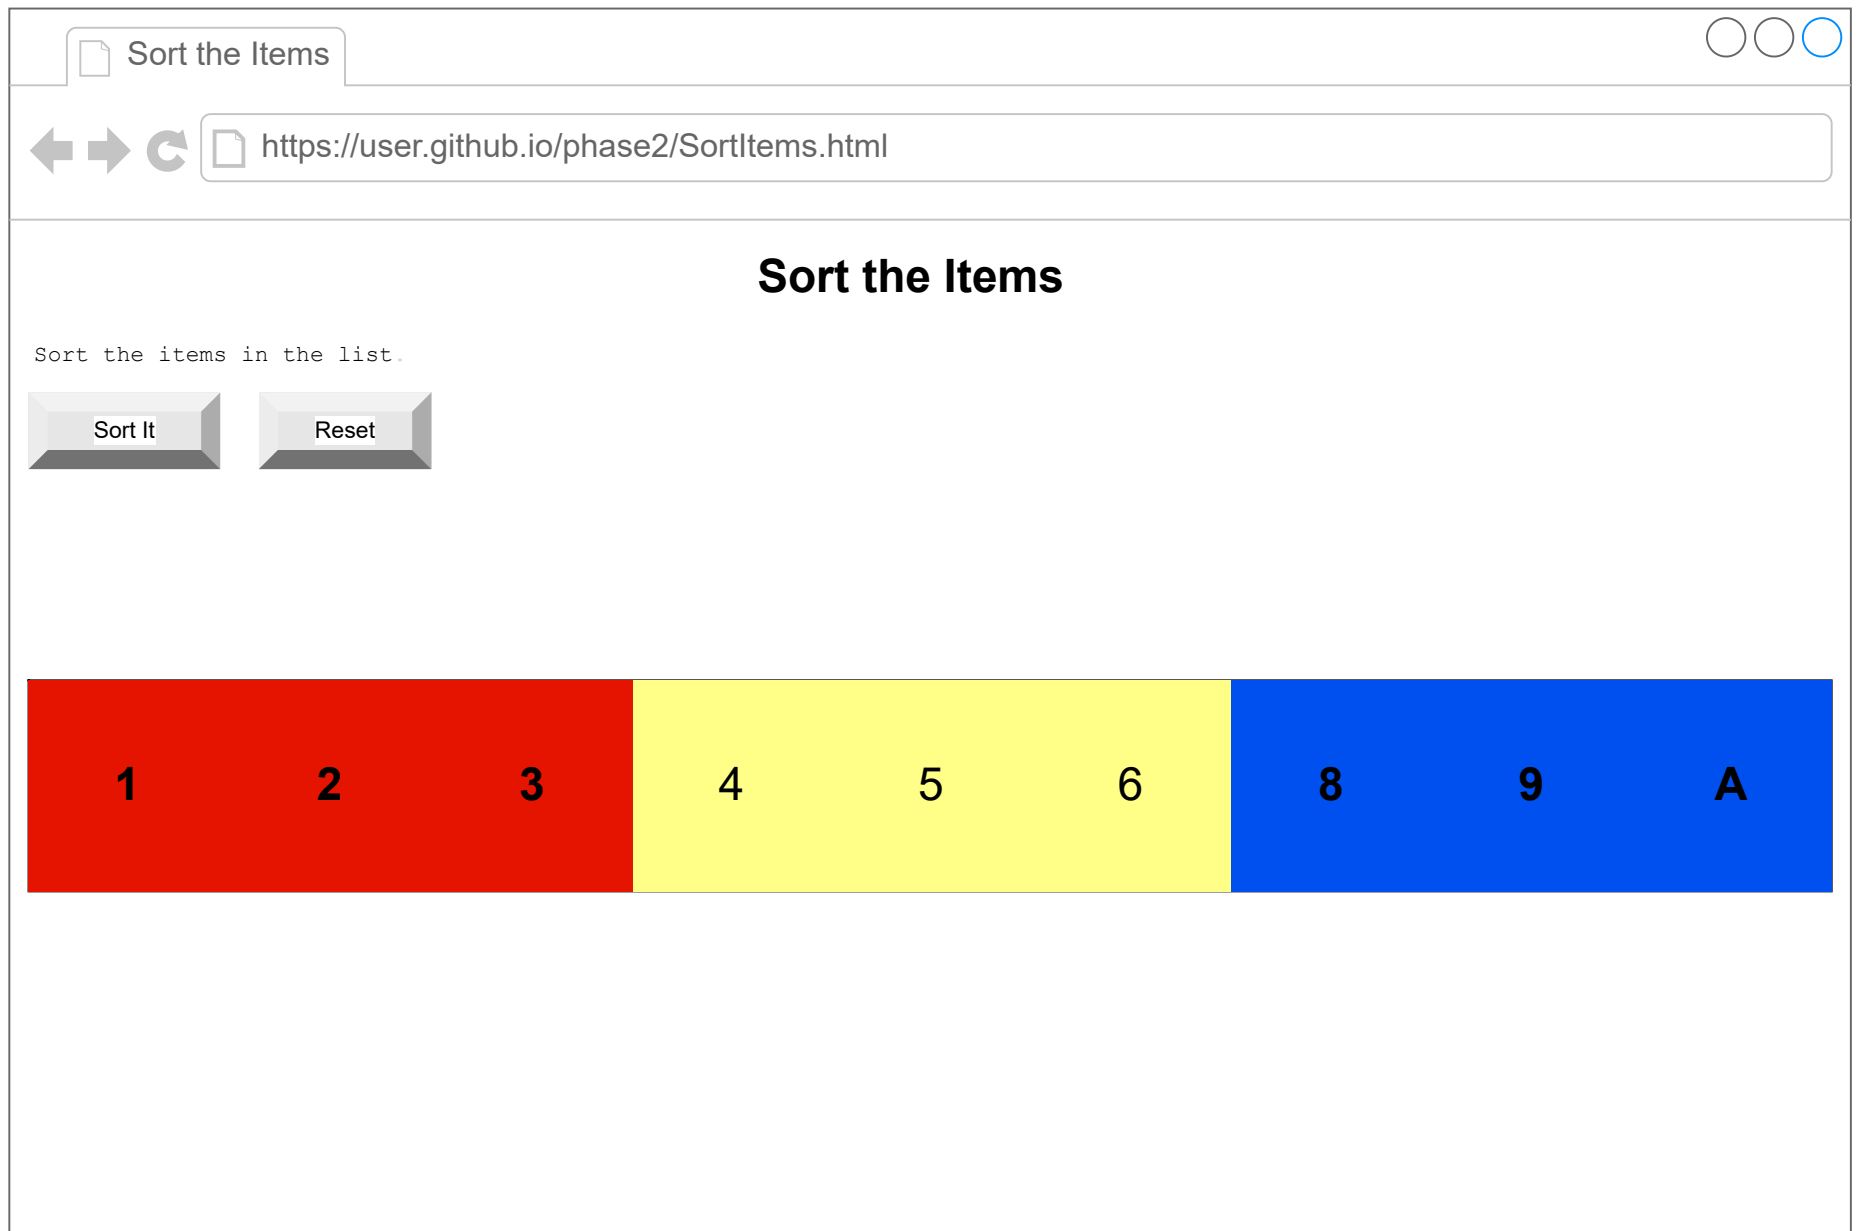 Sort the Items
https://user.github.io/phase2/SortItems.html
Sort the Items
Sort the items in the list.
Sort It Reset
1 2 3 4 5 6 8 9 A